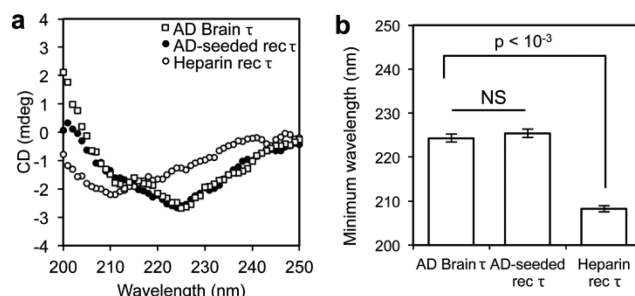 a
AD Brain τ
AD-seeded rec τ
Heparin rec τ
CD (mdeg)
4
3
2
1
0
-1
-2
-3
-4
200 210 220 230 240 250
Wavelength (nm)
b
p < 10-3
NS
Minimum wavelength (nm)
250
240
230
220
210
200
AD Brain τ AD-seeded rec τ Heparin rec τ